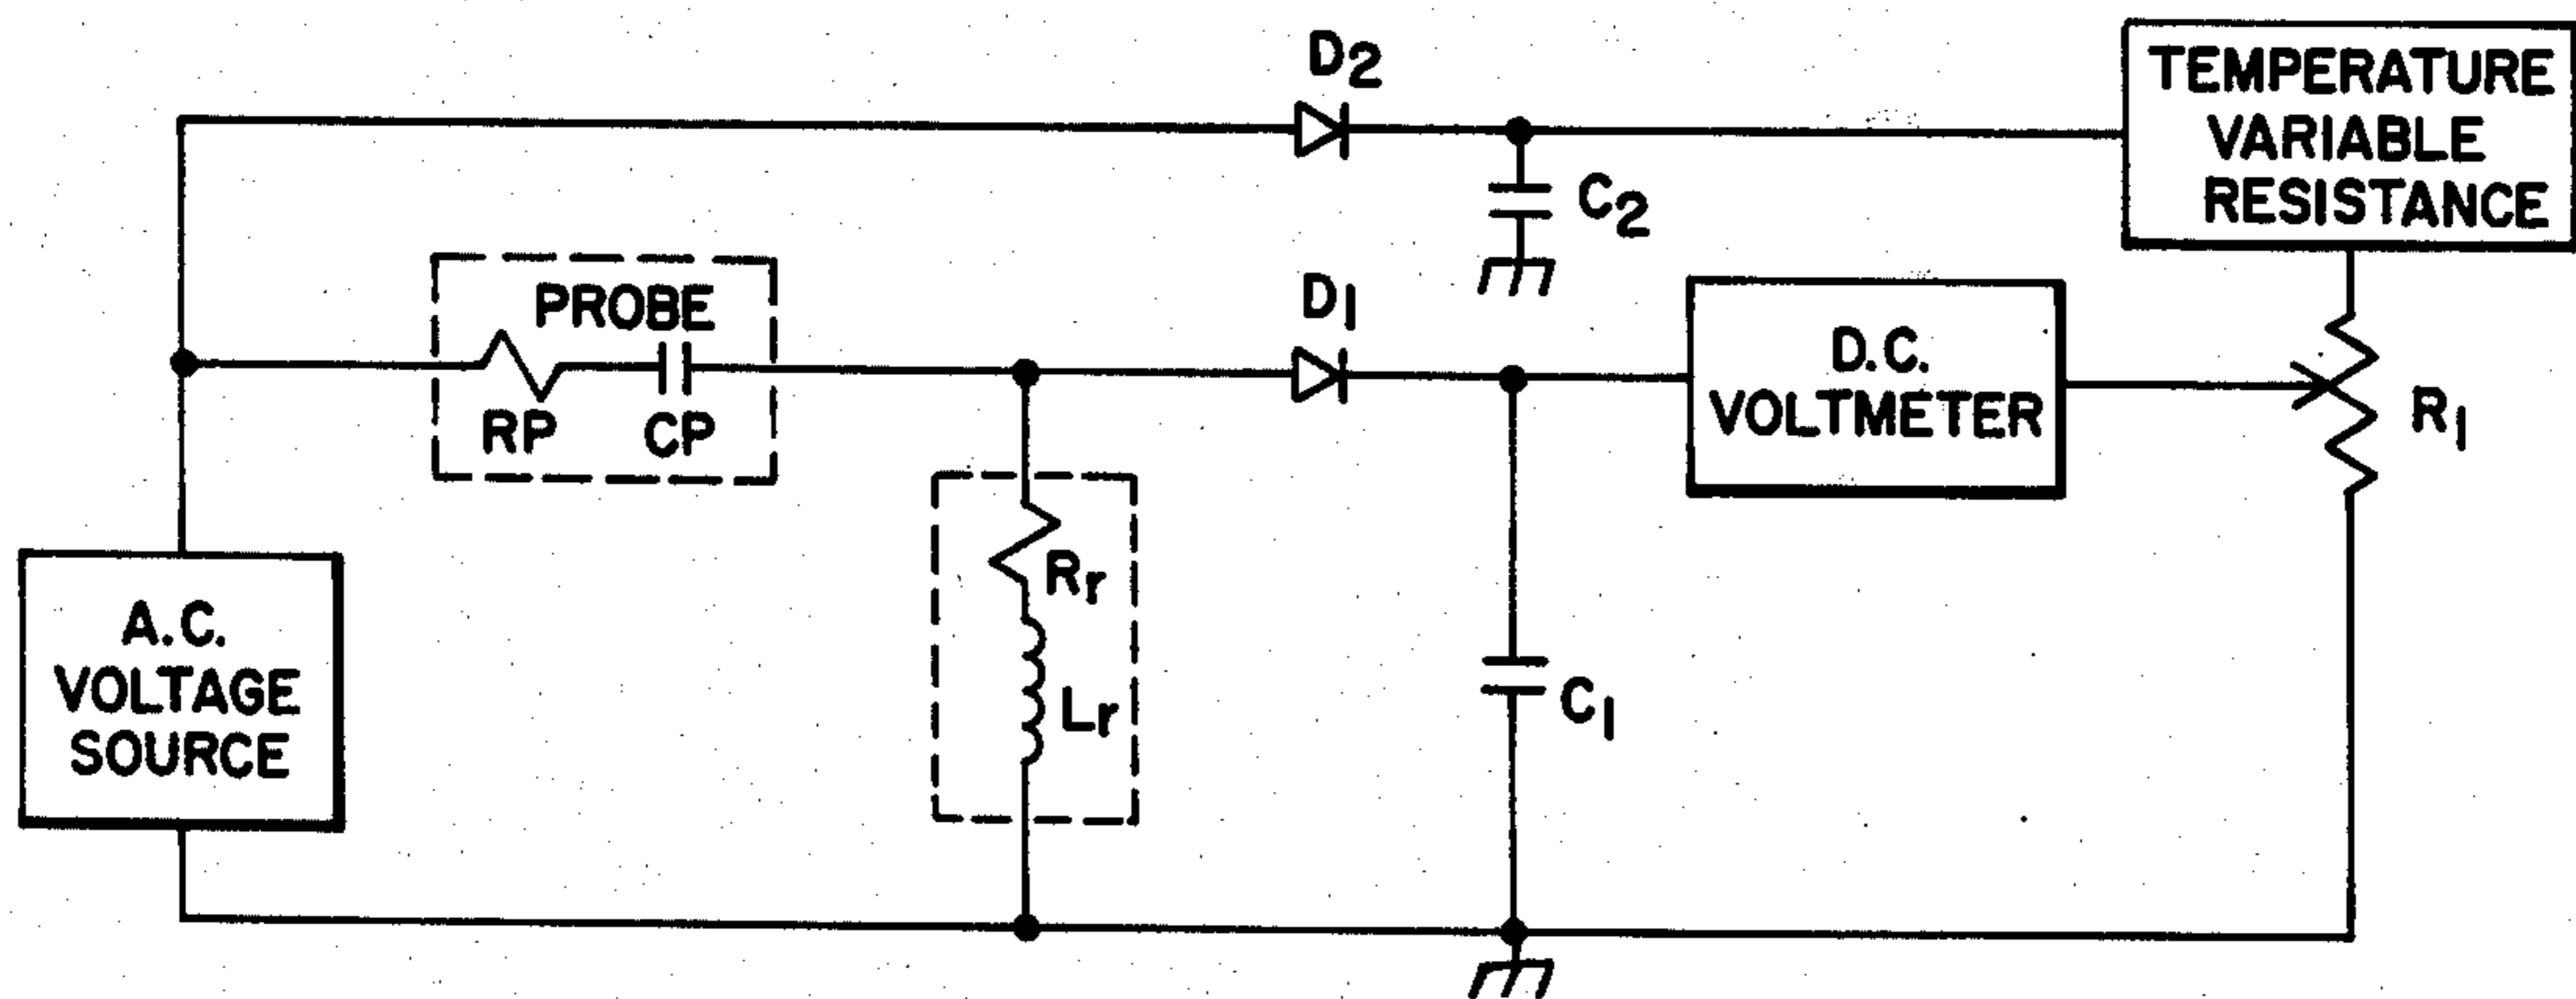 D2
TEMPERATURE
VARIABLE
RESISTANCE
C2
PROBE
D1
D.C.
VOLTMETER
RP
CP
R1
Rr
A.C.
VOLTAGE
SOURCE
Lr
C1